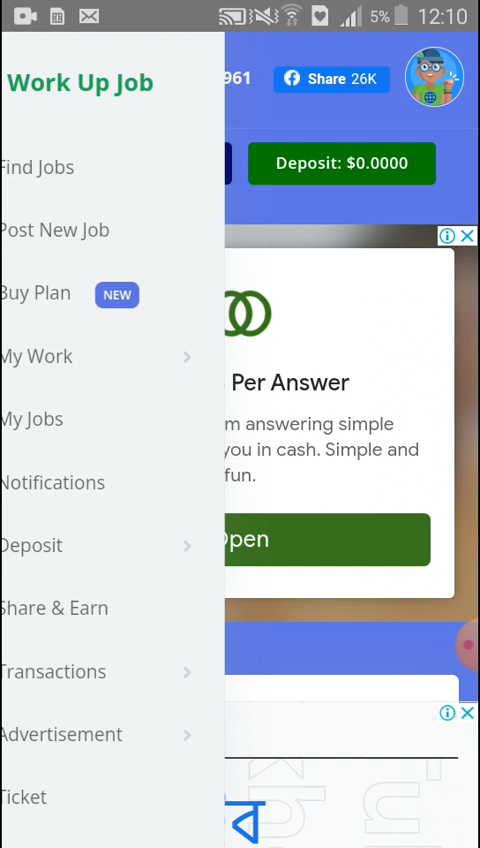 5% 12:10
Work Up Job
961
Share 26K
Find Jobs
Deposit: $0.0000
Post New Job
Buy Plan NEW
My Work
Per Answer
My Jobs
m answering simple
you in cash. Simple and
fun.
Notifications
Open
Deposit
Share & Earn
Transactions
Advertisement
Ticket